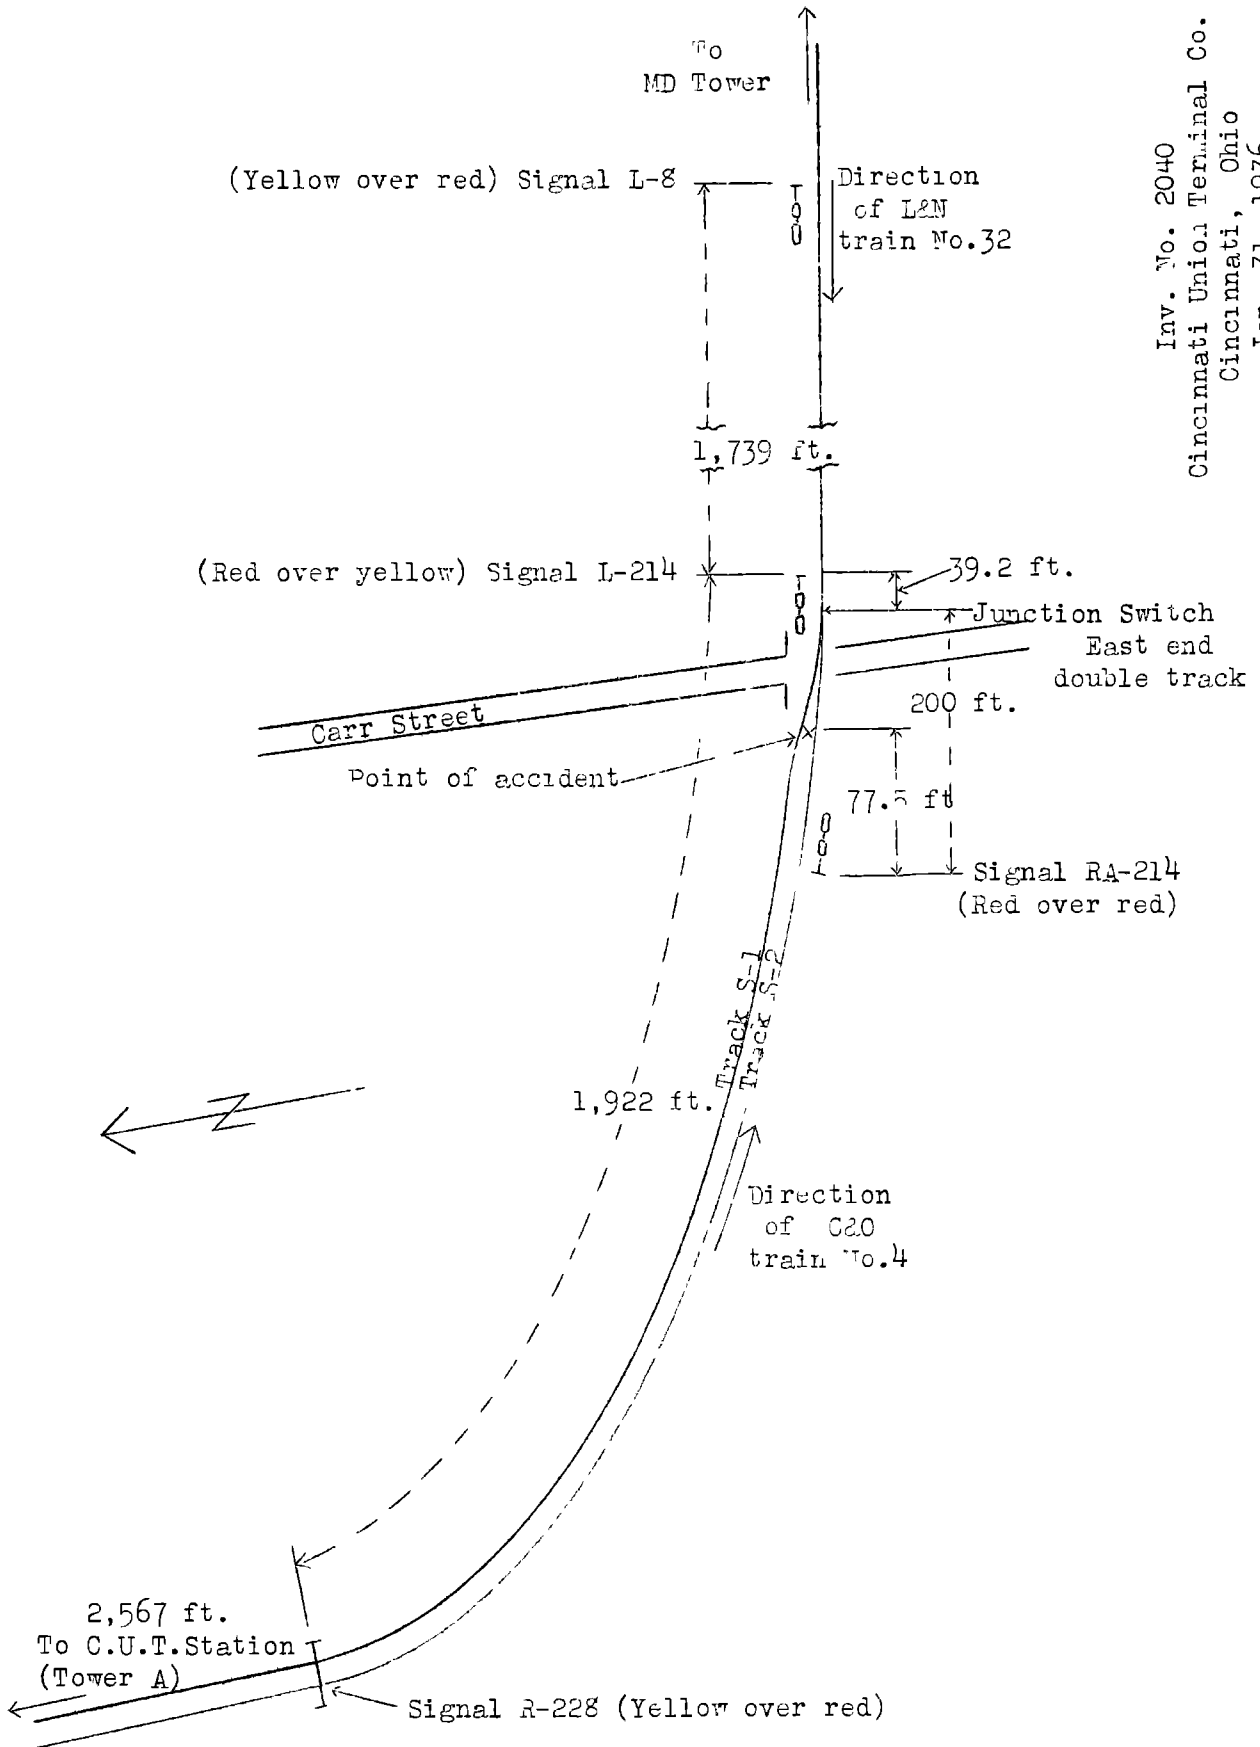 To
MD Tower
Inv. No. 2040
Cincinnati Union Terminal Co.
Cincinnati, Ohio
(Yellow over red) Signal L-8
Direction
of L&N
train No.32
1,739 ft.
(Red over yellow) Signal L-214
39.2 ft.
Junction Switch
East end
double track
200 ft.
Carr Street
Point of accident
77.5 ft
Signal RA-214
(Red over red)
Track S-1
Track S-2
Z
1,922 ft.
Direction
of C&O
train No.4
2,567 ft.
To C.U.T.Station
(Tower A)
Signal R-228 (Yellow over red)